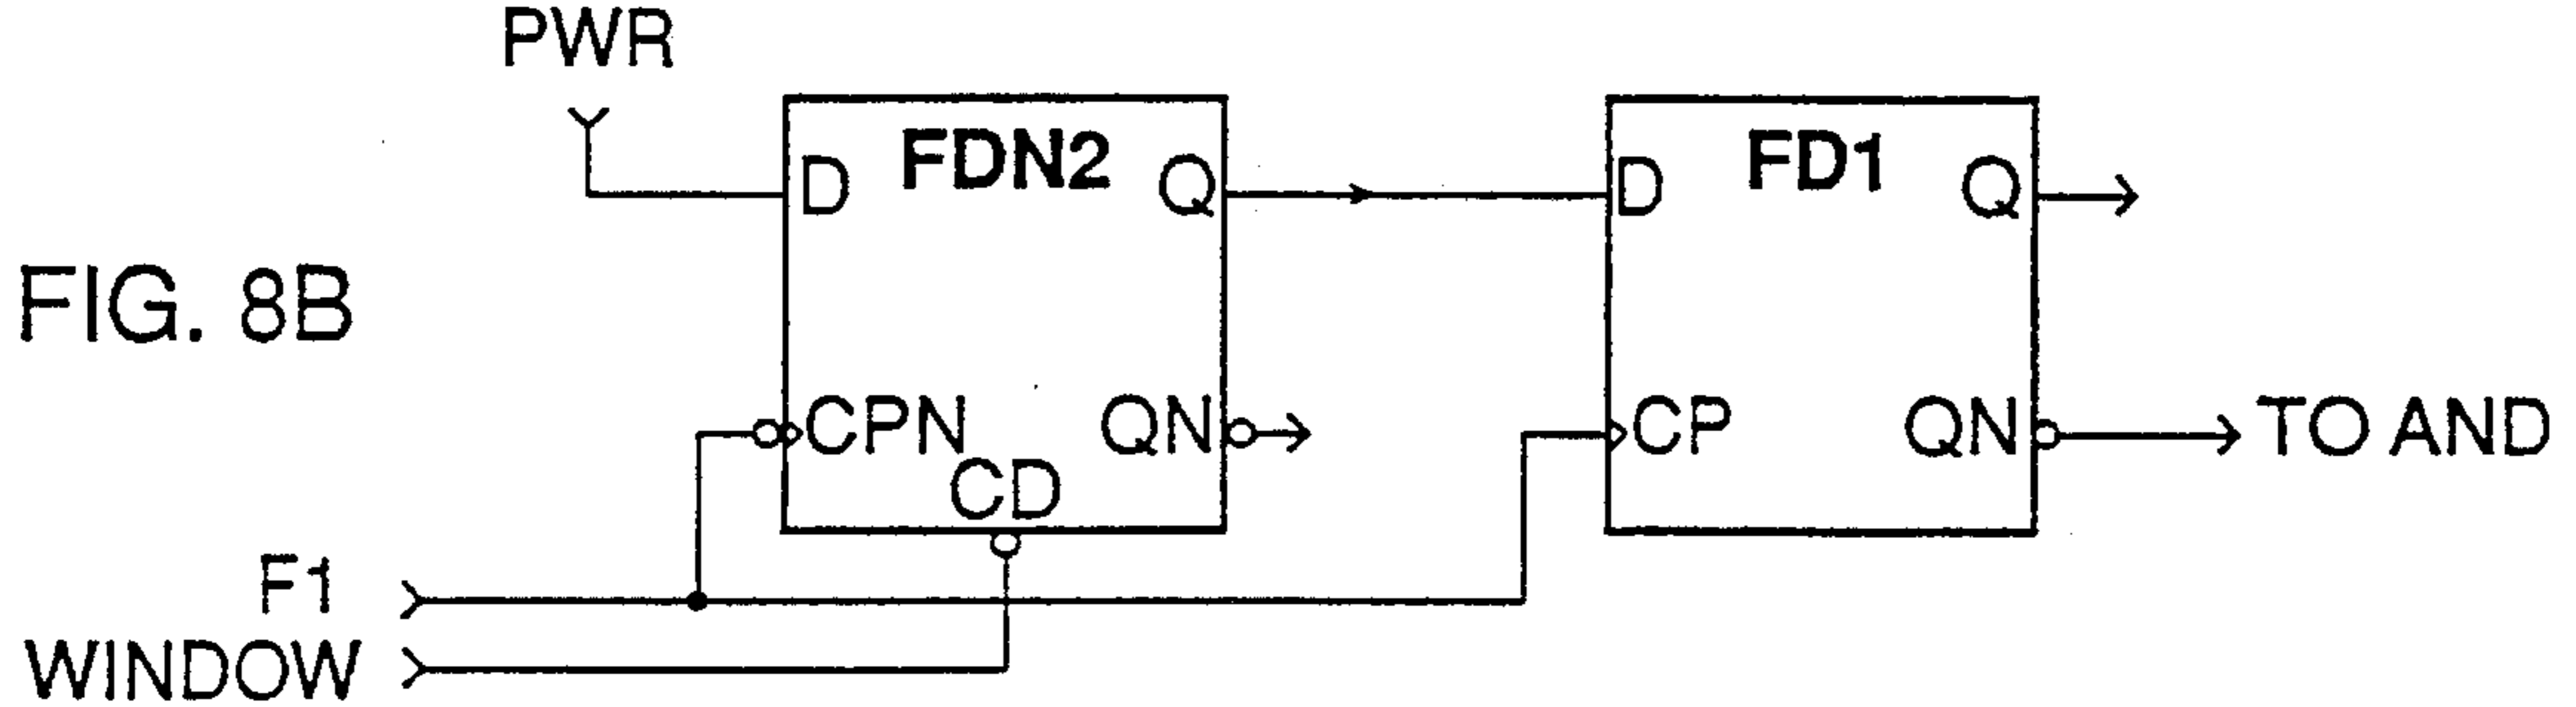 PWR
FIG. 8B
D FDN2 Q
CPN QN
CD
D FD1 Q
CP QN
TO AND
F1
WINDOW